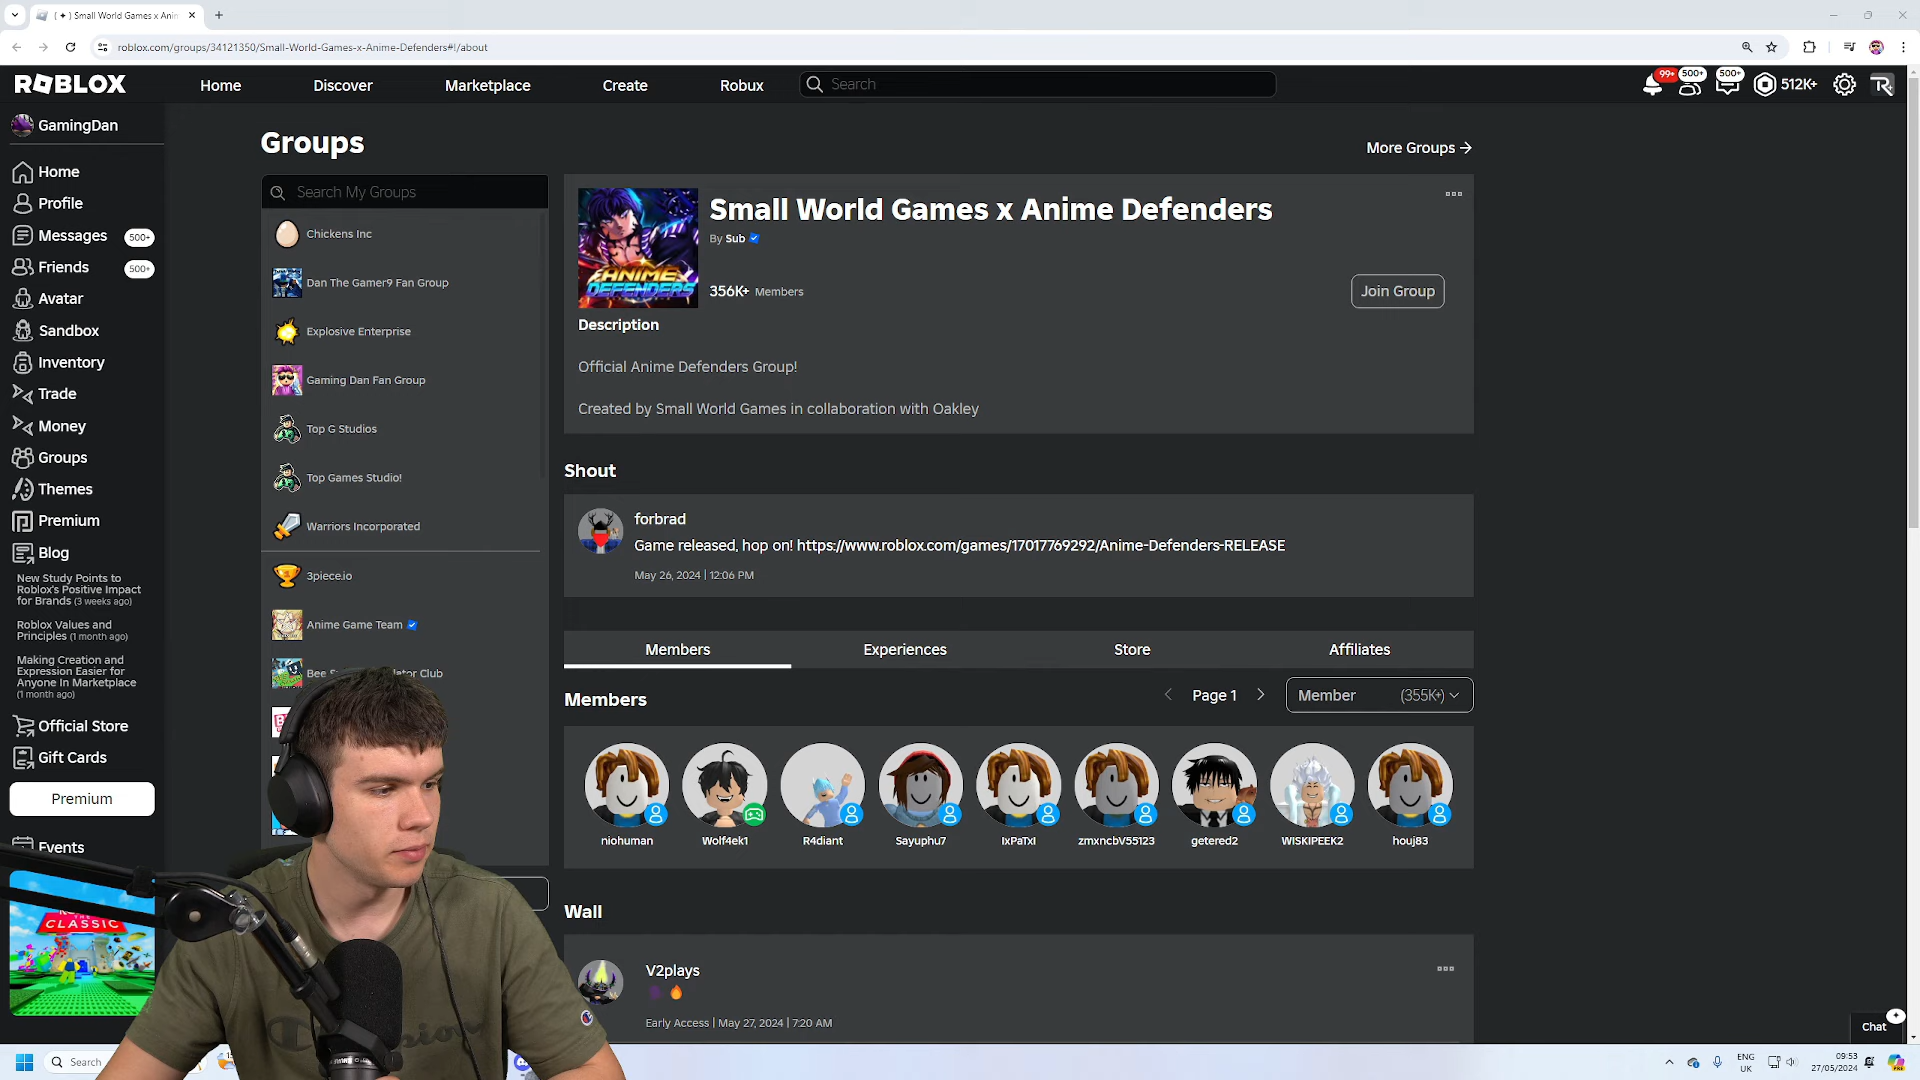 [ ✦ ] Small World Games x Anim
roblox.com/groups/34121350/Small-World-Games-x-Anime-Defenders#!/about
ROBLOX
Home
Discover
Marketplace
Create
Robux
Search
99+
500+
500+
512K+
GamingDan
Home
Profile
Messages
500+
Friends
500+
Avatar
Sandbox
Inventory
Trade
Money
Groups
Themes
Premium
Blog
New Study Points to
Roblox's Positive Impact
for Brands (3 weeks ago)
Roblox Values and
Principles (1 month ago)
Making Creation and
Expression Easier for
Anyone In Marketplace
(1 month ago)
Official Store
Gift Cards
Premium
Events
CLASSIC
Groups
More Groups →
Search My Groups
Chickens Inc
Dan The Gamer9 Fan Group
Explosive Enterprise
Gaming Dan Fan Group
Top G Studios
Top Games Studio!
Warriors Incorporated
3piece.io
Anime Game Team
Bee
Club
ANIME
DEFENDERS
Small World Games x Anime Defenders
By Sub
356K+ Members
Join Group
Description
Official Anime Defenders Group!
Created by Small World Games in collaboration with Oakley
Shout
forbrad
Game released, hop on! https://www.roblox.com/games/17017769292/Anime-Defenders-RELEASE
May 26, 2024 | 12:06 PM
Members
Experiences
Store
Affiliates
Members
Page 1
Member (355K+)
niohuman
Wolf4ek1
R4diant
Sayuphu7
IxPaTxI
zmxncbV55123
getered2
WISKIPEEK2
houj83
Wall
V2plays
Early Access | May 27, 2024 | 7:20 AM
Chat
Search
ENG
UK
09:53
27/05/2024